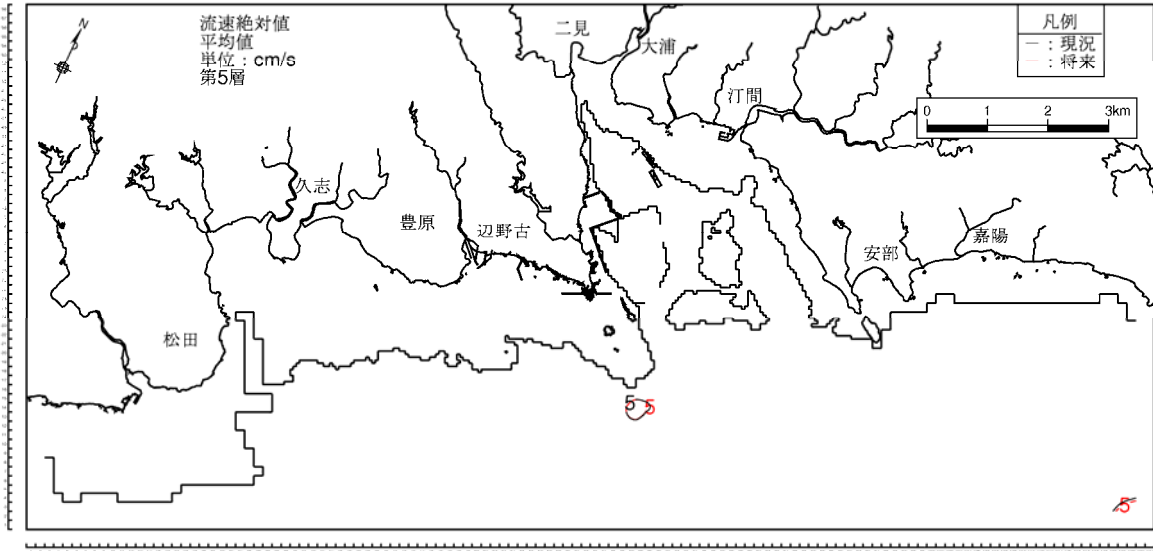 流速絶対値
平均値
単位：cm/s
第5層
N
二見
大浦
汀間
凡例
－：現況
－：将来
0 1 2 3km
久志
豊原
辺野古
安部
嘉陽
松田
5 5
5